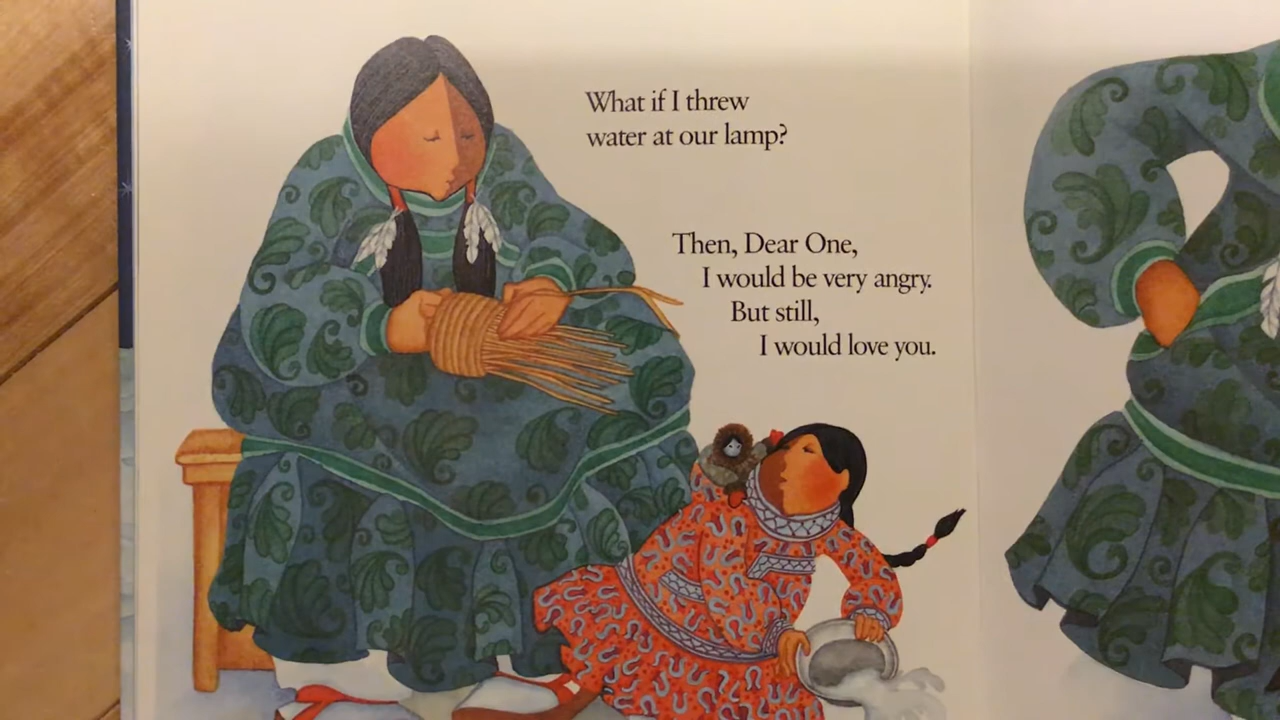 What if I threw
water at our lamp?
Then, Dear One,
I would be very angry.
But still,
I would love you.